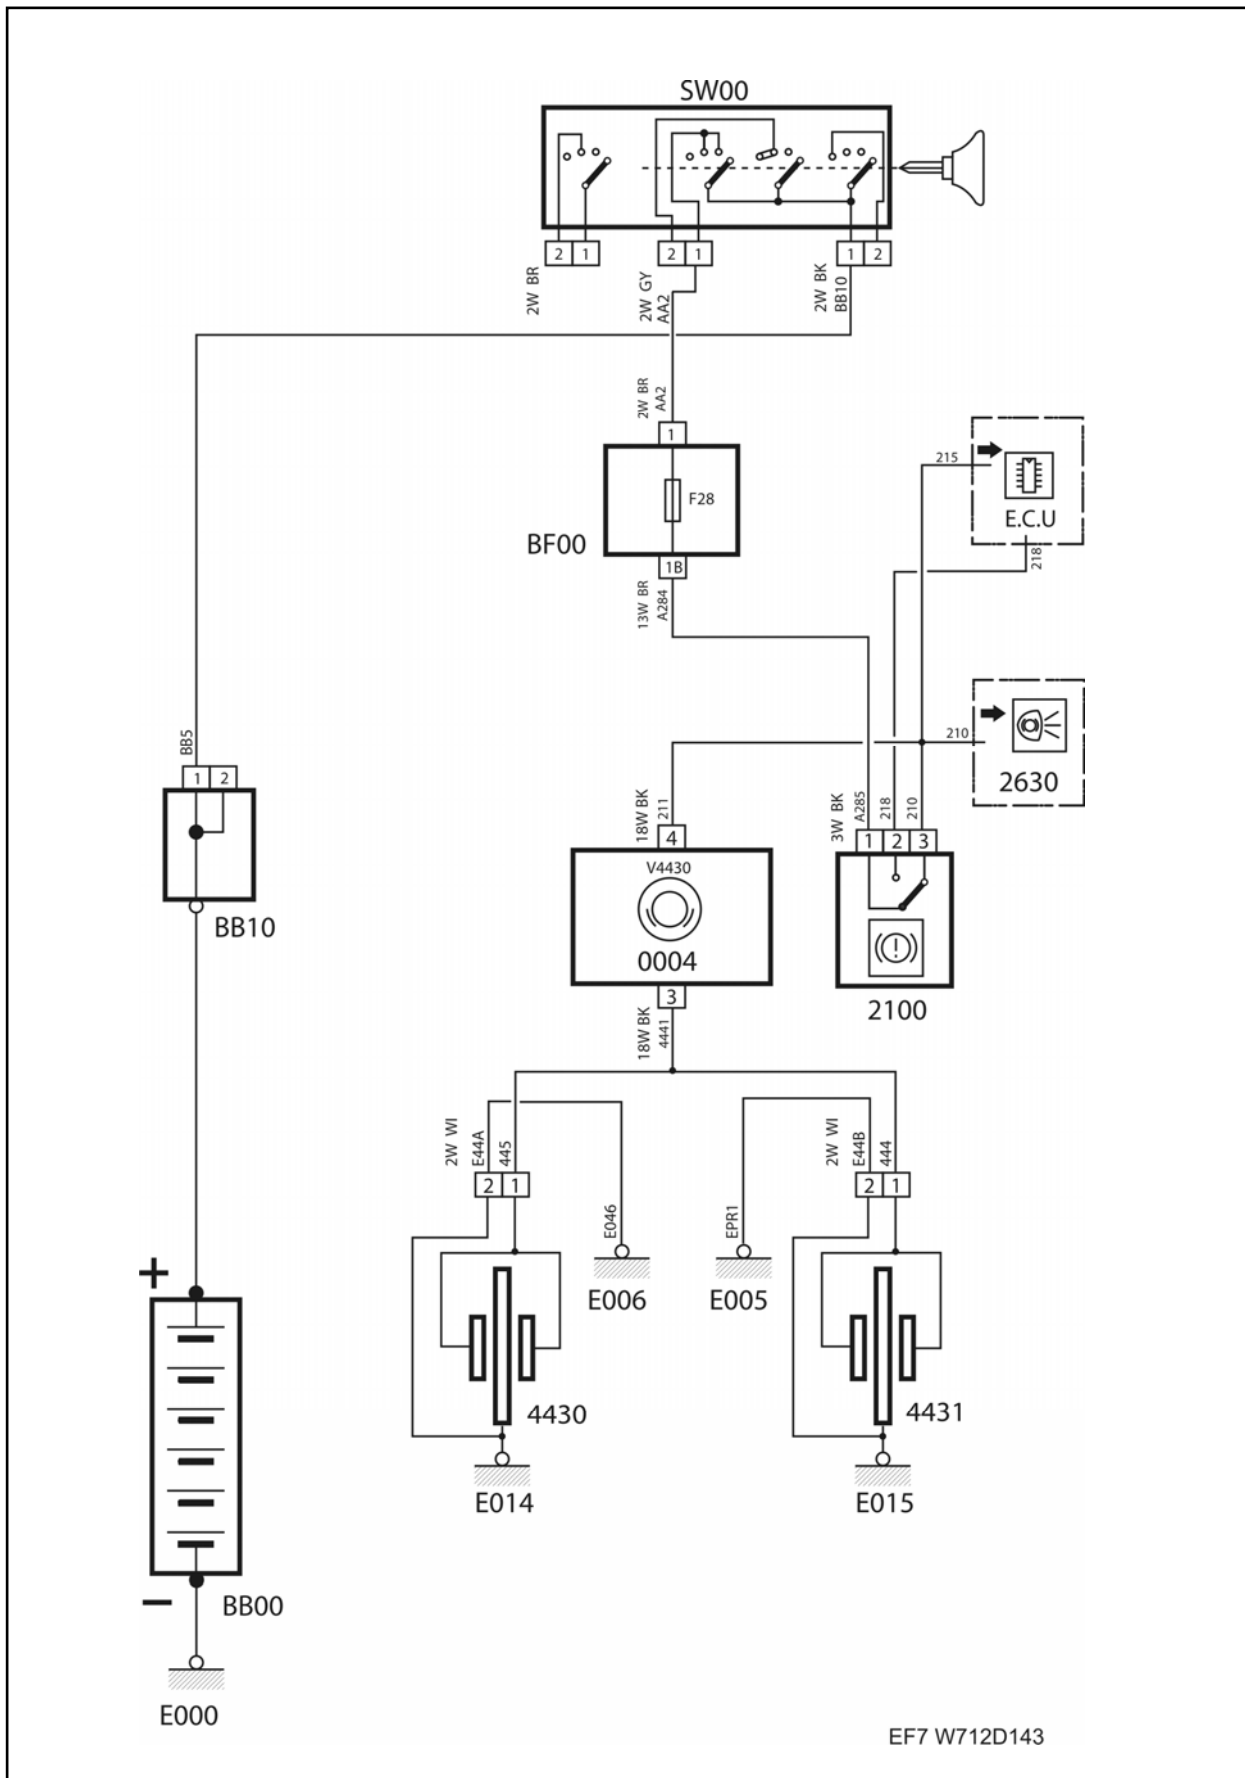 SW00
2 1
2 1
1 2
2W BR
2W GY
AA2
2W BK
BB10
2W BR
AA2
1
F28
BF00
1B
13W BR
A284
215
E.C.U
218
210
2630
BB5
1 2
BB10
18W BK
211
4
V4430
0004
3
18W BK
4441
3W BK
A285
218
210
1 2 3
2100
2W WI
E44A
445
2 1
E046
E006
EPR1
E005
2W WI
E44B
444
2 1
4430
E014
4431
E015
+
−
BB00
E000
EF7 W712D143